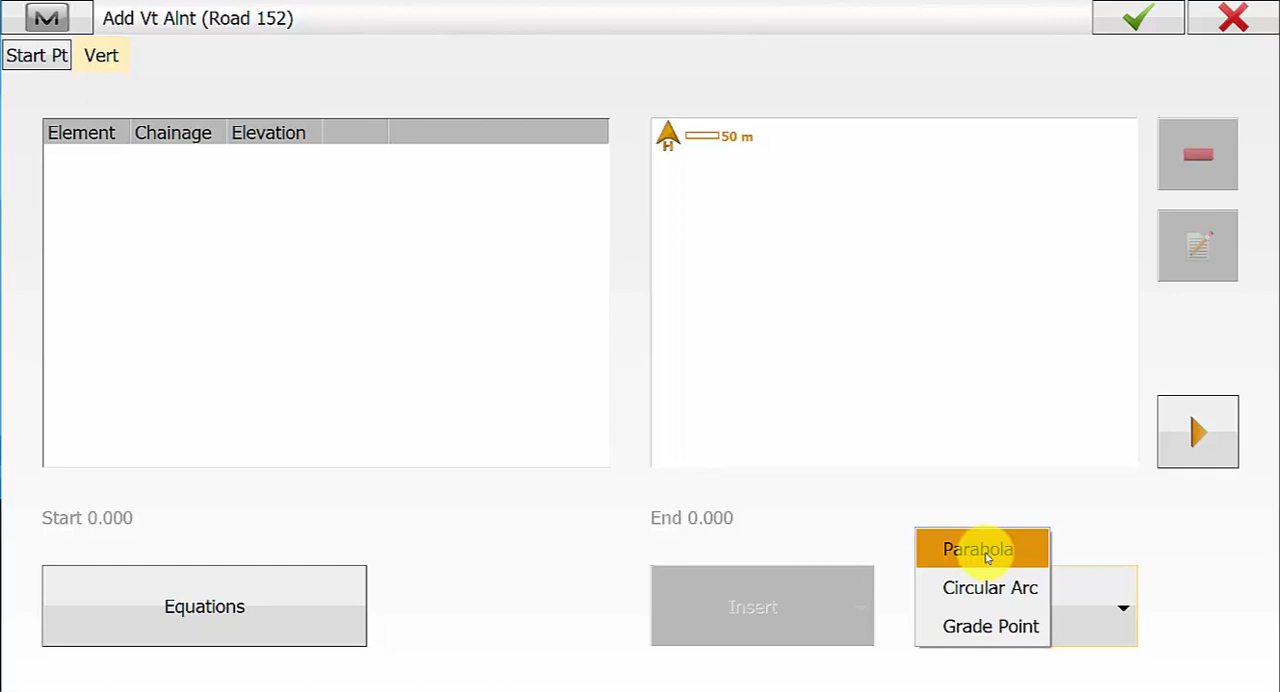 M Add Vt Alnt (Road 152)
Start Pt Vert
Element Chainage Elevation
H 50 m
Start 0.000
End 0.000
Parabola
Circular Arc
Grade Point
Equations
Insert